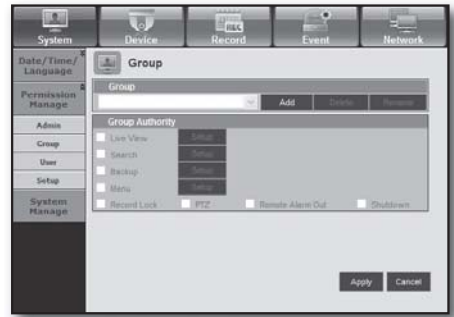 System Device Record Event Network
Date/Time/
Language
Permission
Manage
Admin
Group
User
Setup
System
Manage
Group
Group
Add Delete Rename
Group Authority
Live View Setup
Search Setup
Backup Setup
Menu Setup
Record Lock PTZ Remote Alarm Out Shutdown
Apply Cancel